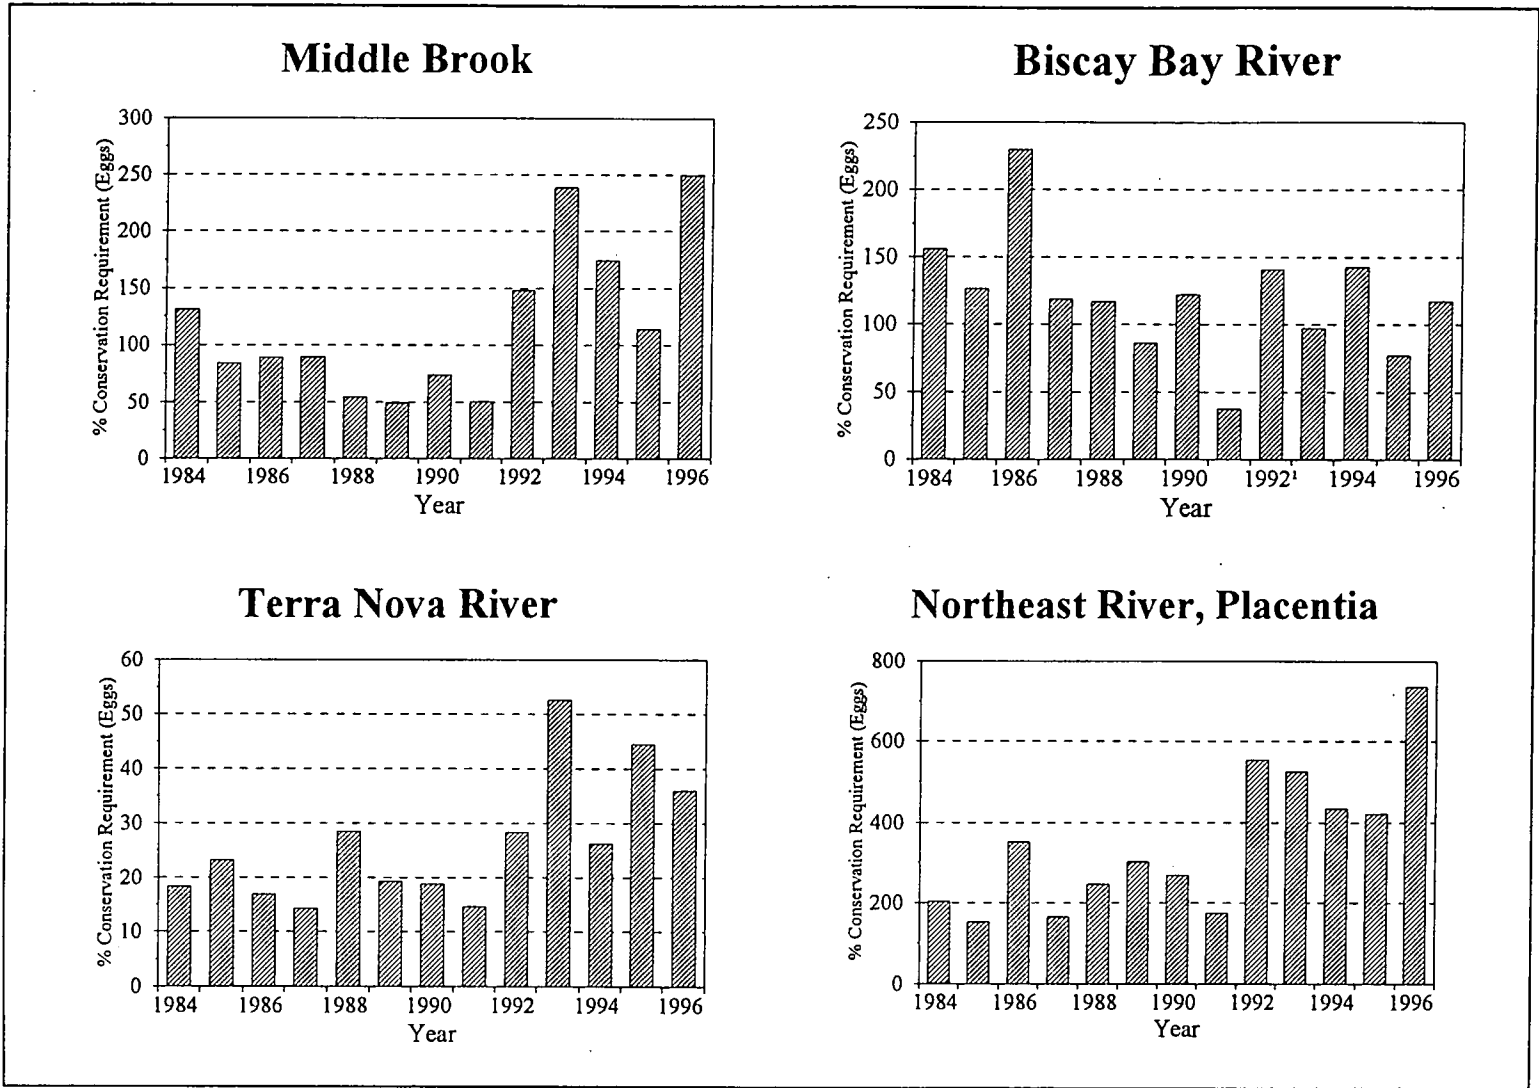 Middle Brook
% Conservation Requirement (Eggs)
300
250
200
150
100
50
0
1984 1986 1988 1990 1992 1994 1996
Year
Biscay Bay River
% Conservation Requirement (Eggs)
250
200
150
100
50
0
1984 1986 1988 1990 1992 1994 1996
Year
Terra Nova River
% Conservation Requirement (Eggs)
60
50
40
30
20
10
0
1984 1986 1988 1990 1992 1994 1996
Year
Northeast River, Placentia
% Conservation Requirement (Eggs)
800
600
400
200
0
1984 1986 1988 1990 1992 1994 1996
Year